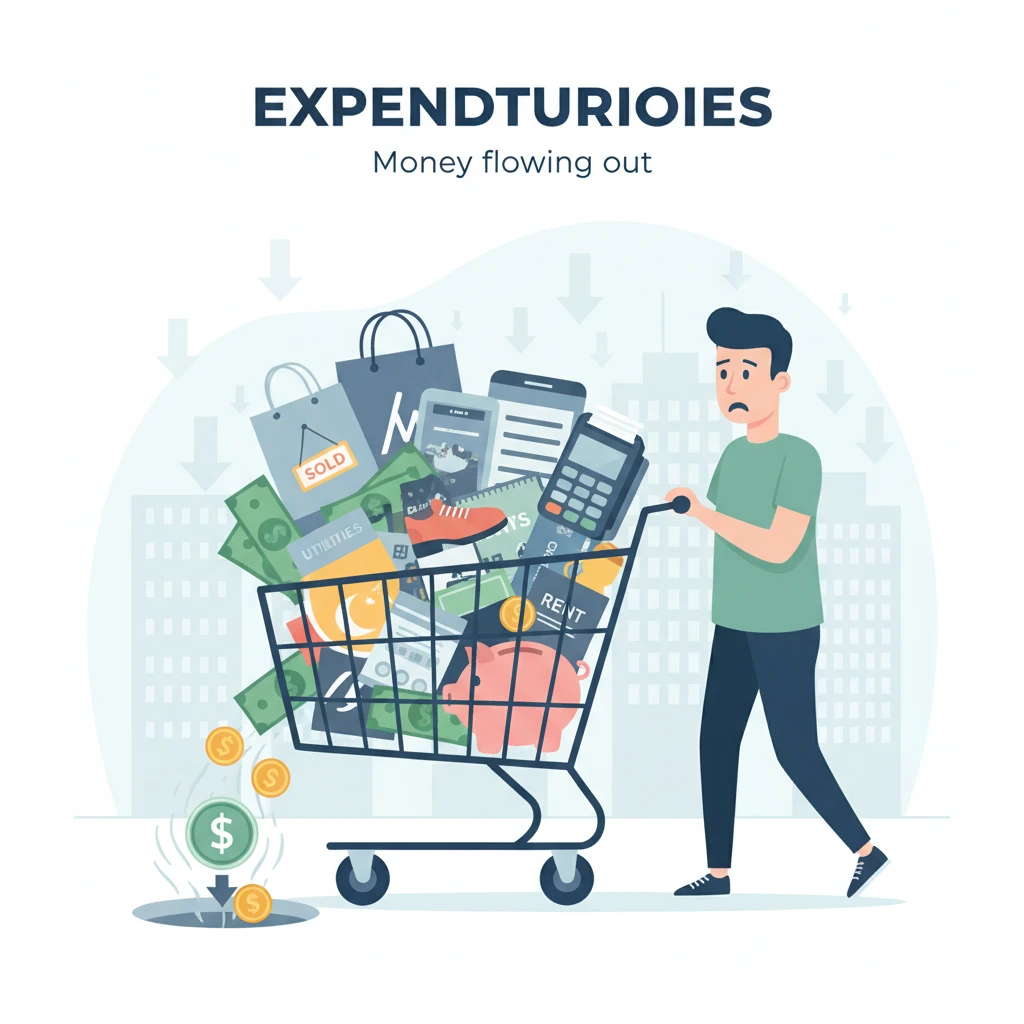 EXPENDTURIOIES
Money flowing out
SOLD
UTILITIES
RENT
$